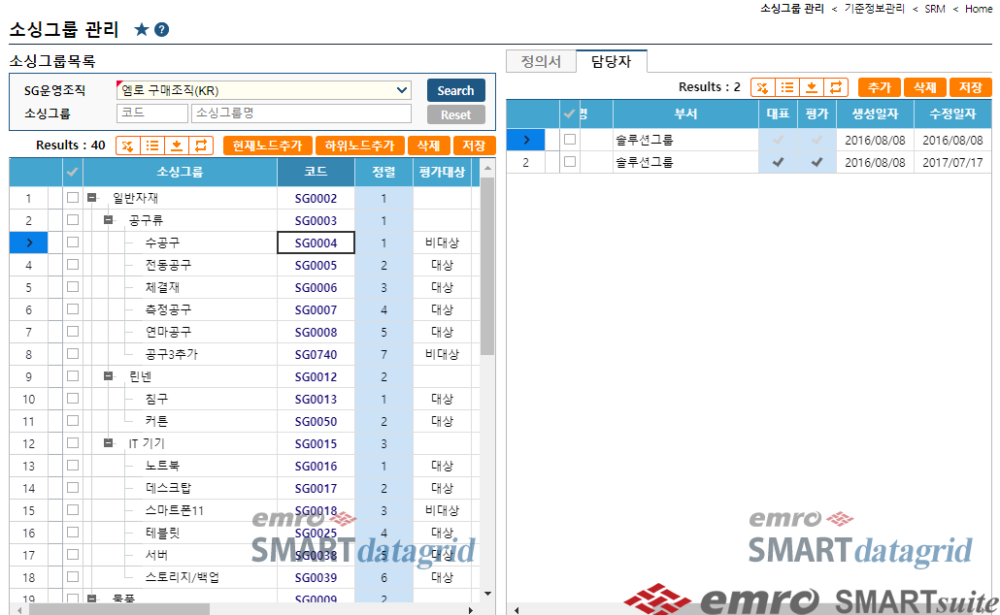 소싱그룹 관리 < 기준정보관리 < SRM < Home
소싱그룹 관리 ★ ?
소싱그룹목록
SG운영조직 엠로 구매조직(KR) Search
소싱그룹 코드 소싱그룹명 Reset
Results : 40 현재노드추가 하위노드추가 삭제 저장
소싱그룹 코드 정렬 평가대상
1 일반자재 SG0002 1
2 공구류 SG0003 1
수공구 SG0004 1 비대상
4 전동공구 SG0005 2 대상
5 체결재 SG0006 3 대상
6 측정공구 SG0007 4 대상
7 연마공구 SG0008 5 대상
8 공구3추가 SG0740 7 비대상
9 린넨 SG0012 2
10 침구 SG0013 1 대상
11 커튼 SG0050 2 대상
12 IT 기기 SG0015 3
13 노트북 SG0016 1 대상
14 데스크탑 SG0017 2 대상
15 스마트폰11 SG0018 3 비대상
16 테블릿 SG0025 4 대상
17 서버 SG0038 5 대상
18 스토리지/백업 SG0039 6 대상
19 물품 SG0009 2
정의서 담당자
Results : 2 추가 삭제 저장
명 부서 대표 평가 생성일자 수정일자
솔루션그룹 2016/08/08 2016/08/08
2 솔루션그룹 2016/08/08 2017/07/17
emro
SMARTdatagrid
emro
SMARTdatagrid
emro SMARTsuite